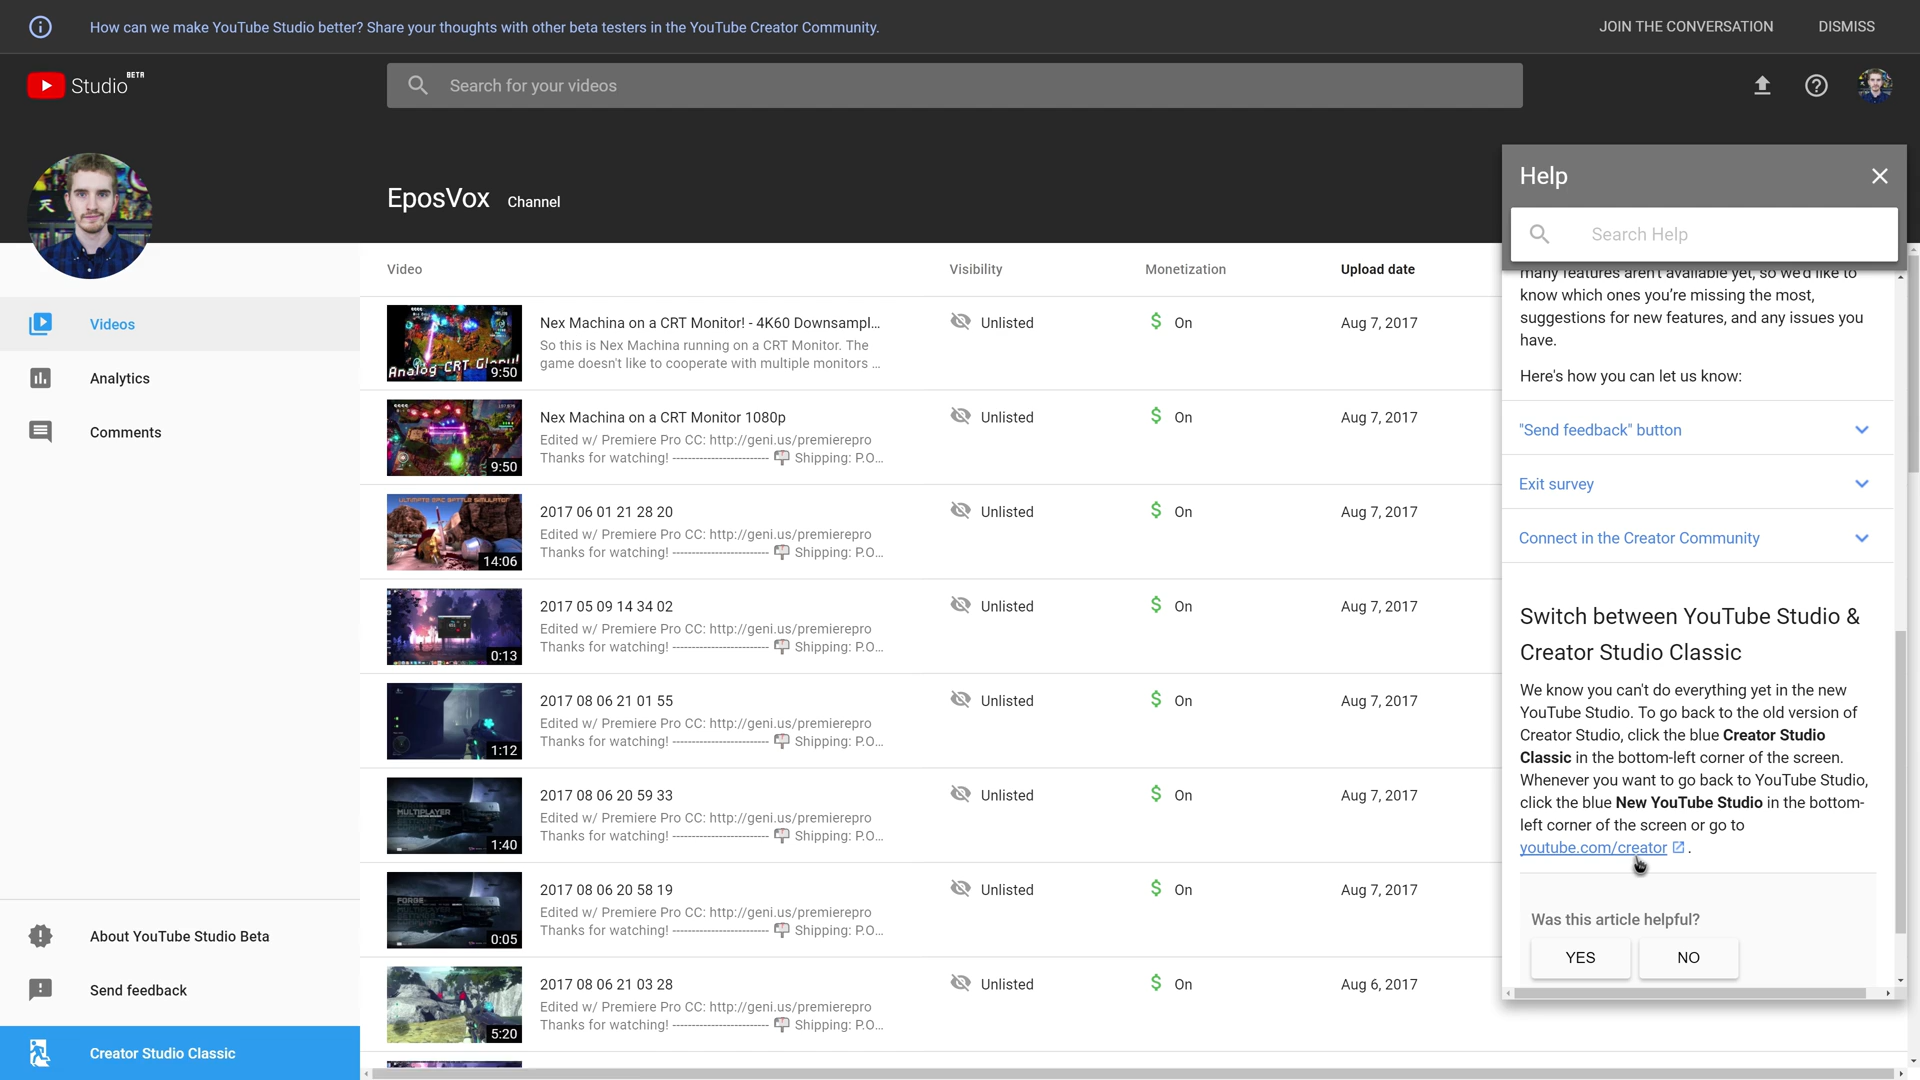 How can we make YouTube Studio better? Share your thoughts with other beta testers in the YouTube Creator Community.
JOIN THE CONVERSATION
DISMISS
Studio BETA
Search for your videos
EposVox Channel
Help
Search Help
Videos
Analytics
Comments
About YouTube Studio Beta
Send feedback
Creator Studio Classic
Video Visibility Monetization Upload date
Nex Machina on a CRT Monitor! - 4K60 Downsampl...
So this is Nex Machina running on a CRT Monitor. The
game doesn't like to cooperate with multiple monitors ...
Analog CRT Glory!
9:50
Unlisted On Aug 7, 2017
Nex Machina on a CRT Monitor 1080p
Edited w/ Premiere Pro CC: http://geni.us/premierepro
Thanks for watching! ------------------------- 📫 Shipping: P.O...
9:50
Unlisted On Aug 7, 2017
2017 06 01 21 28 20
Edited w/ Premiere Pro CC: http://geni.us/premierepro
Thanks for watching! ------------------------- 📫 Shipping: P.O...
ULTIMATE EPIC BATTLE SIMULATOR
14:06
Unlisted On Aug 7, 2017
2017 05 09 14 34 02
Edited w/ Premiere Pro CC: http://geni.us/premierepro
Thanks for watching! ------------------------- 📫 Shipping: P.O...
0:13
Unlisted On Aug 7, 2017
2017 08 06 21 01 55
Edited w/ Premiere Pro CC: http://geni.us/premierepro
Thanks for watching! ------------------------- 📫 Shipping: P.O...
1:12
Unlisted On Aug 7, 2017
2017 08 06 20 59 33
Edited w/ Premiere Pro CC: http://geni.us/premierepro
Thanks for watching! ------------------------- 📫 Shipping: P.O...
MULTIPLAYER
1:40
Unlisted On Aug 7, 2017
2017 08 06 20 58 19
Edited w/ Premiere Pro CC: http://geni.us/premierepro
Thanks for watching! ------------------------- 📫 Shipping: P.O...
FORGE
0:05
Unlisted On Aug 7, 2017
2017 08 06 21 03 28
Edited w/ Premiere Pro CC: http://geni.us/premierepro
Thanks for watching! ------------------------- 📫 Shipping: P.O...
5:20
Unlisted On Aug 6, 2017
many features aren't available yet, so we'd like to
know which ones you're missing the most,
suggestions for new features, and any issues you
have.
Here's how you can let us know:
"Send feedback" button
Exit survey
Connect in the Creator Community
Switch between YouTube Studio &
Creator Studio Classic
We know you can't do everything yet in the new
YouTube Studio. To go back to the old version of
Creator Studio, click the blue Creator Studio
Classic in the bottom-left corner of the screen.
Whenever you want to go back to YouTube Studio,
click the blue New YouTube Studio in the bottom-
left corner of the screen or go to
youtube.com/creator .
Was this article helpful?
YES NO